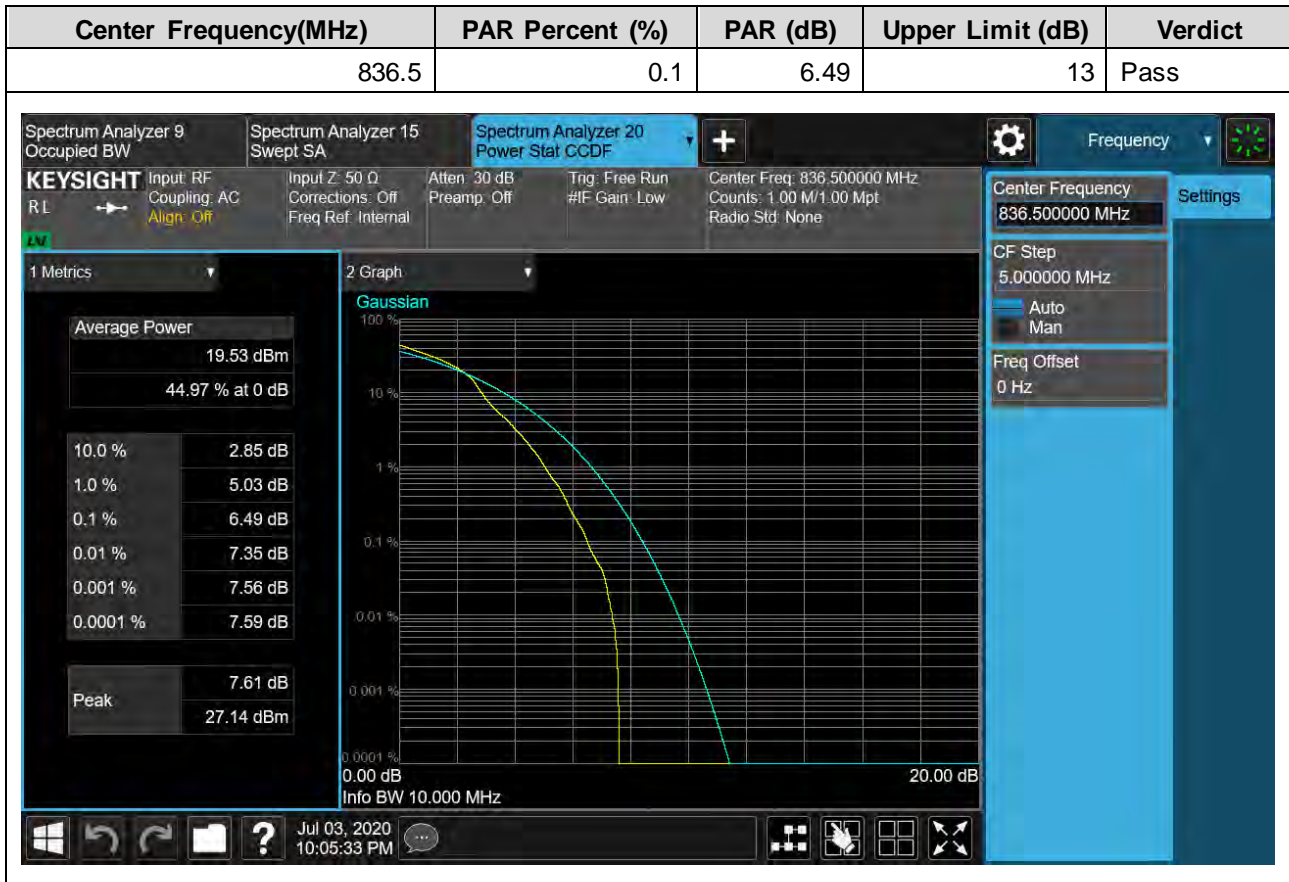 Center Frequency(MHz) PAR Percent (%) PAR (dB) Upper Limit (dB) Verdict
836.5 0.1 6.49 13 Pass
Spectrum Analyzer 9 Spectrum Analyzer 15 Spectrum Analyzer 20
Occupied BW Swept SA Power Stat CCDF
Frequency
KEYSIGHT Input: RF Input Z: 50 Ω Atten: 30 dB Trig: Free Run Center Freq: 836.500000 MHz
RL Coupling: AC Corrections: Off Preamp: Off #IF Gain: Low Counts: 1.00 M/1.00 Mpt
Align: Off Freq Ref: Internal Radio Std: None
LNI
Center Frequency
836.500000 MHz
Settings
CF Step
5.000000 MHz
Auto
Man
Freq Offset
0 Hz
1 Metrics
Average Power
19.53 dBm
44.97 % at 0 dB
10.0 % 2.85 dB
1.0 % 5.03 dB
0.1 % 6.49 dB
0.01 % 7.35 dB
0.001 % 7.56 dB
0.0001 % 7.59 dB
Peak 7.61 dB
27.14 dBm
2 Graph
Gaussian
100 %
10 %
1 %
0.1 %
0.01 %
0.001 %
0.0001 %
0.00 dB 20.00 dB
Info BW 10.000 MHz
?
Jul 03, 2020
10:05:33 PM